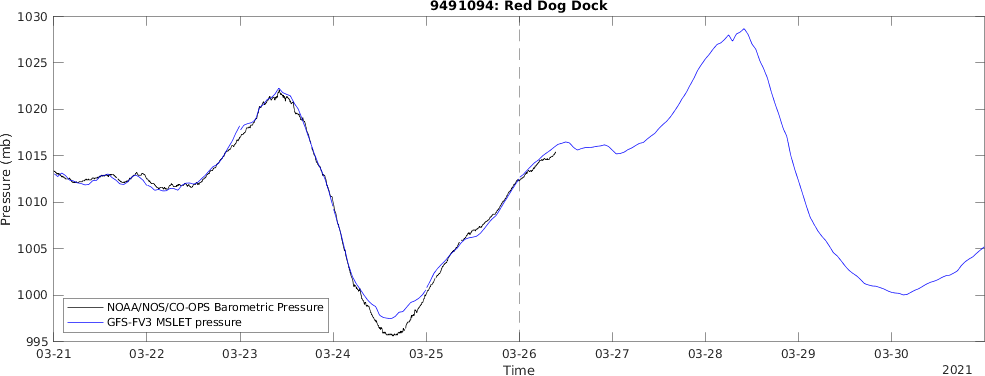 9491094: Red Dog Dock
Pressure (mb)
1030
1025
1020
1015
1010
1005
1000
995
NOAA/NOS/CO-OPS Barometric Pressure
GFS-FV3 MSLET pressure
03-21 03-22 03-23 03-24 03-25 03-26 03-27 03-28 03-29 03-30
Time
2021